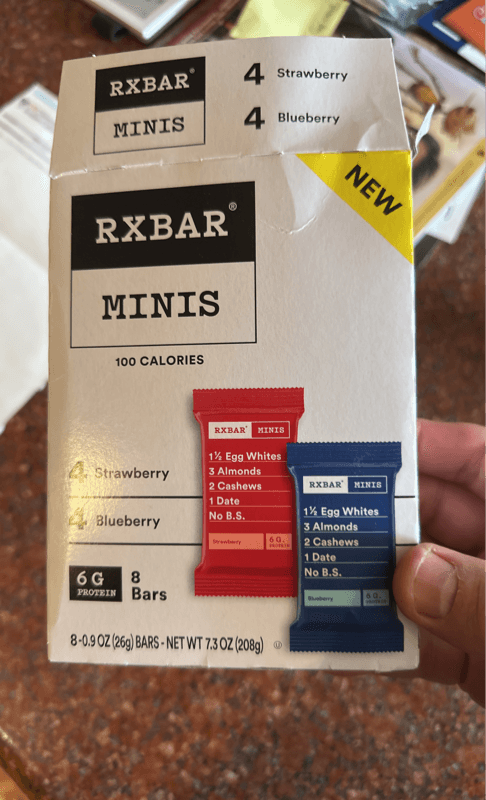 RXBAR®
MINIS
4 Strawberry
4 Blueberry
NEW
RXBAR®
MINIS
100 CALORIES
4 Strawberry
4 Blueberry
6 G
PROTEIN
8
Bars
8-0.9 OZ (26g) BARS - NET WT 7.3 OZ (208g)
RXBAR® MINIS
1½ Egg Whites
3 Almonds
2 Cashews
1 Date
No B.S.
Strawberry
6 G.
PROTEIN
RXBAR® MINIS
1½ Egg Whites
3 Almonds
2 Cashews
1 Date
No B.S.
Blueberry
6 G.
PROTEIN